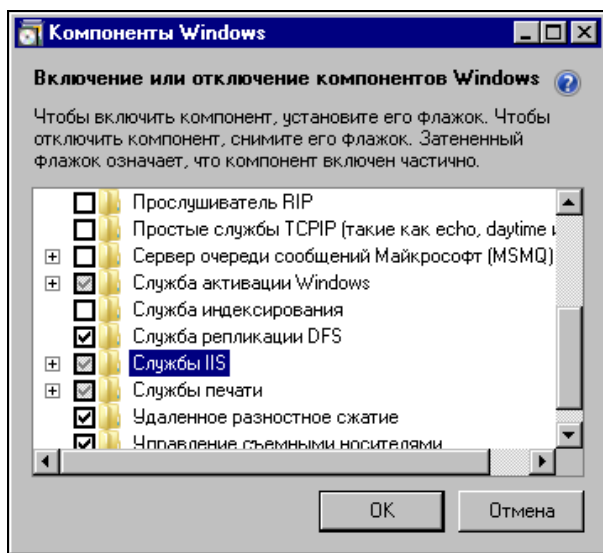 Компоненты Windows
Включение или отключение компонентов Windows
Чтобы включить компонент, установите его флажок. Чтобы
отключить компонент, снимите его флажок. Затененный
флажок означает, что компонент включен частично.
Прослушиватель RIP
Простые службы TCPIP (такие как echo, daytime и
Сервер очереди сообщений Майкрософт (MSMQ)
Служба активации Windows
Служба индексирования
Служба репликации DFS
Службы IIS
Службы печати
Удаленное разностное сжатие
Управление съемными носителями
OK
Отмена